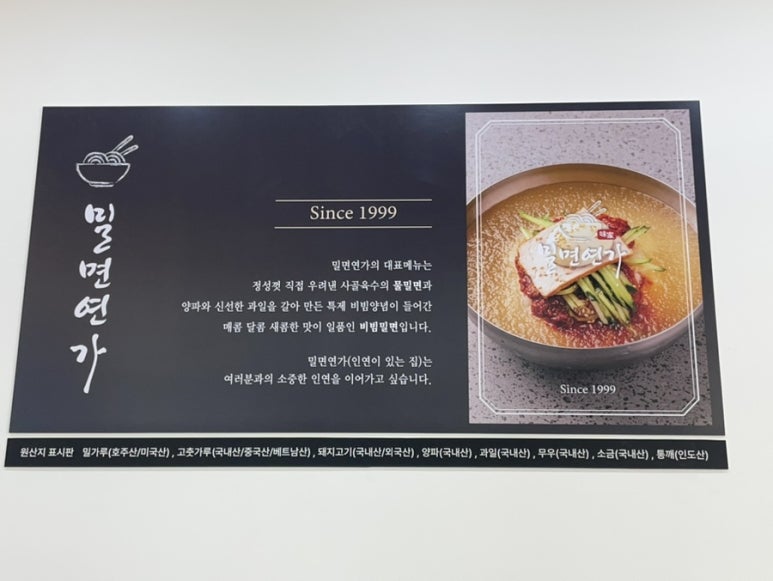 밀면연가
Since 1999
밀면연가의 대표메뉴는
정성껏 직접 우려낸 사골육수의 물밀면과
양파와 신선한 과일을 갈아 만든 특제 비빔양념이 들어간
매콤 달콤 새콤한 맛이 일품인 비빔밀면입니다.
밀면연가(인연이 있는 집)는
여러분과의 소중한 인연을 이어가고 싶습니다.
밀면연가
Since 1999
원산지 표시판 밀가루(호주산/미국산) , 고춧가루(국내산/중국산/베트남산) , 돼지고기(국내산/외국산) , 양파(국내산) , 과일(국내산) , 무우(국내산) , 소금(국내산) , 통깨(인도산)